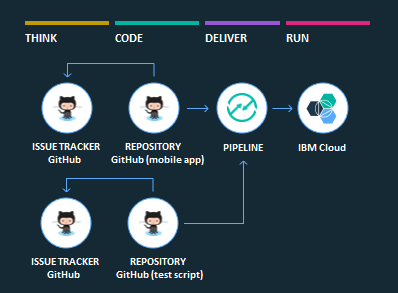 THINK CODE DELIVER RUN
ISSUE TRACKER REPOSITORY PIPELINE IBM Cloud
GitHub GitHub (mobile app)
ISSUE TRACKER REPOSITORY
GitHub GitHub (test script)